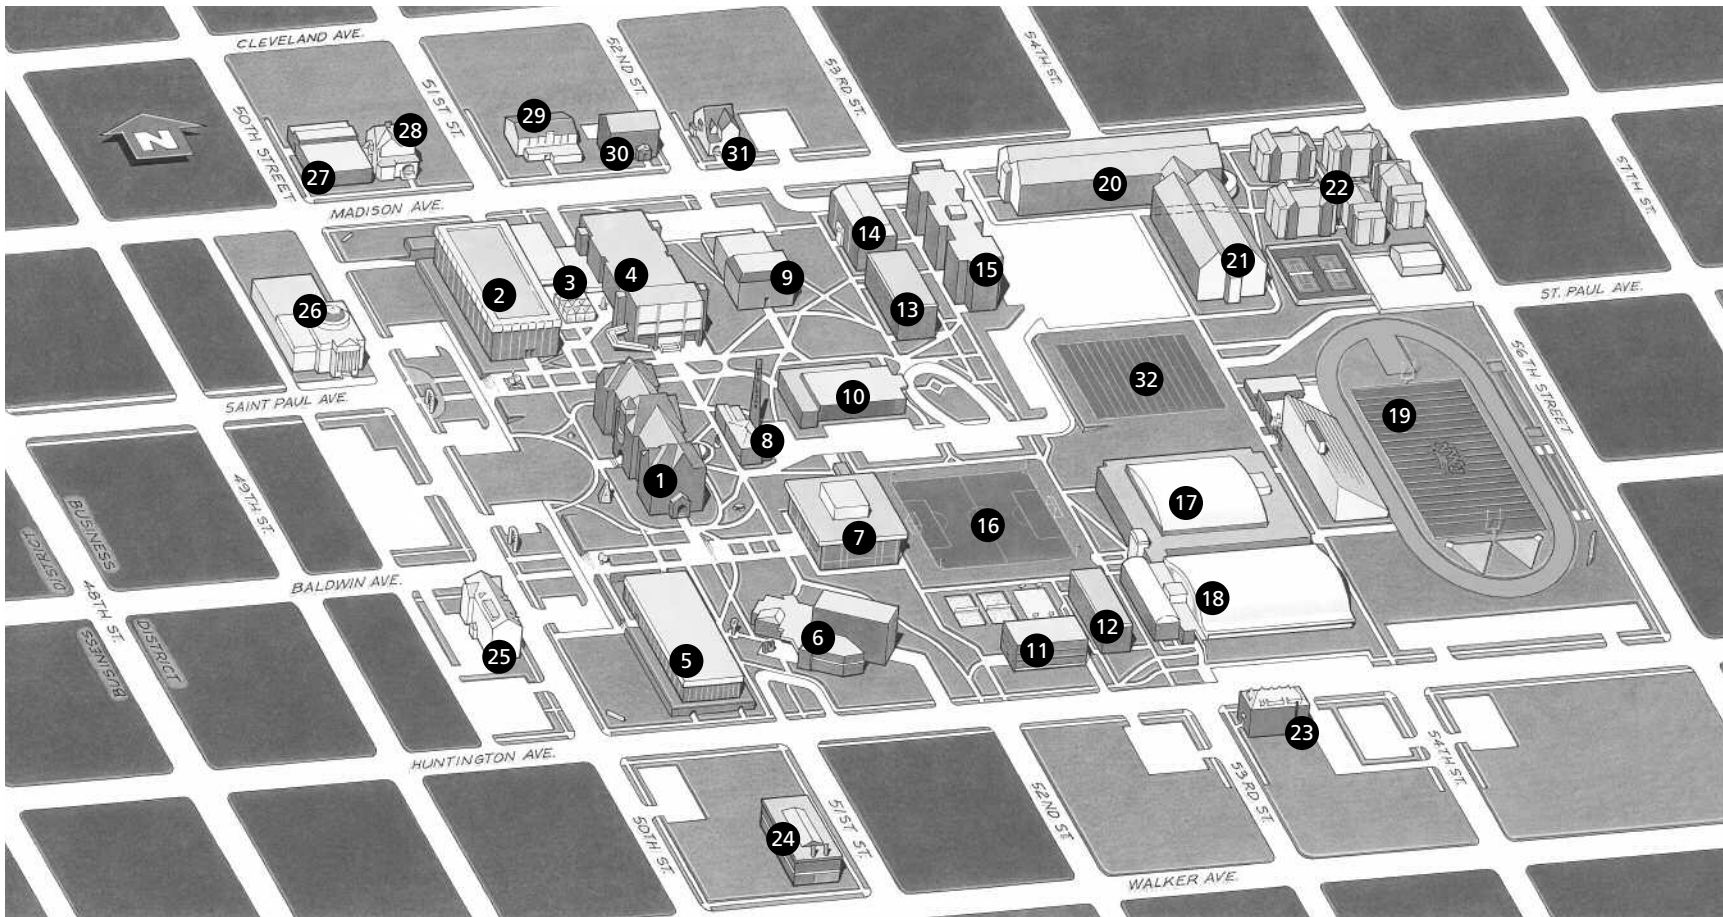 CLEVELAND AVE.
52ND ST.
54TH ST.
53RD ST.
51ST ST.
50TH STREET
N
29
28
30
31
27
57TH ST.
20
22
MADISON AVE.
14
21
15
4
9
3
2
ST. PAUL AVE.
26
13
56TH STREET
32
10
SAINT PAUL AVE.
19
8
1
49TH ST.
17
BUSINESS
DISTRICT
16
7
BALDWIN AVE.
48TH ST.
18
12
6
DISTRICT
BUSINESS
11
25
5
23
HUNTINGTON AVE.
54TH ST.
53RD ST.
52ND ST.
51ST ST.
24
50TH ST.
WALKER AVE.